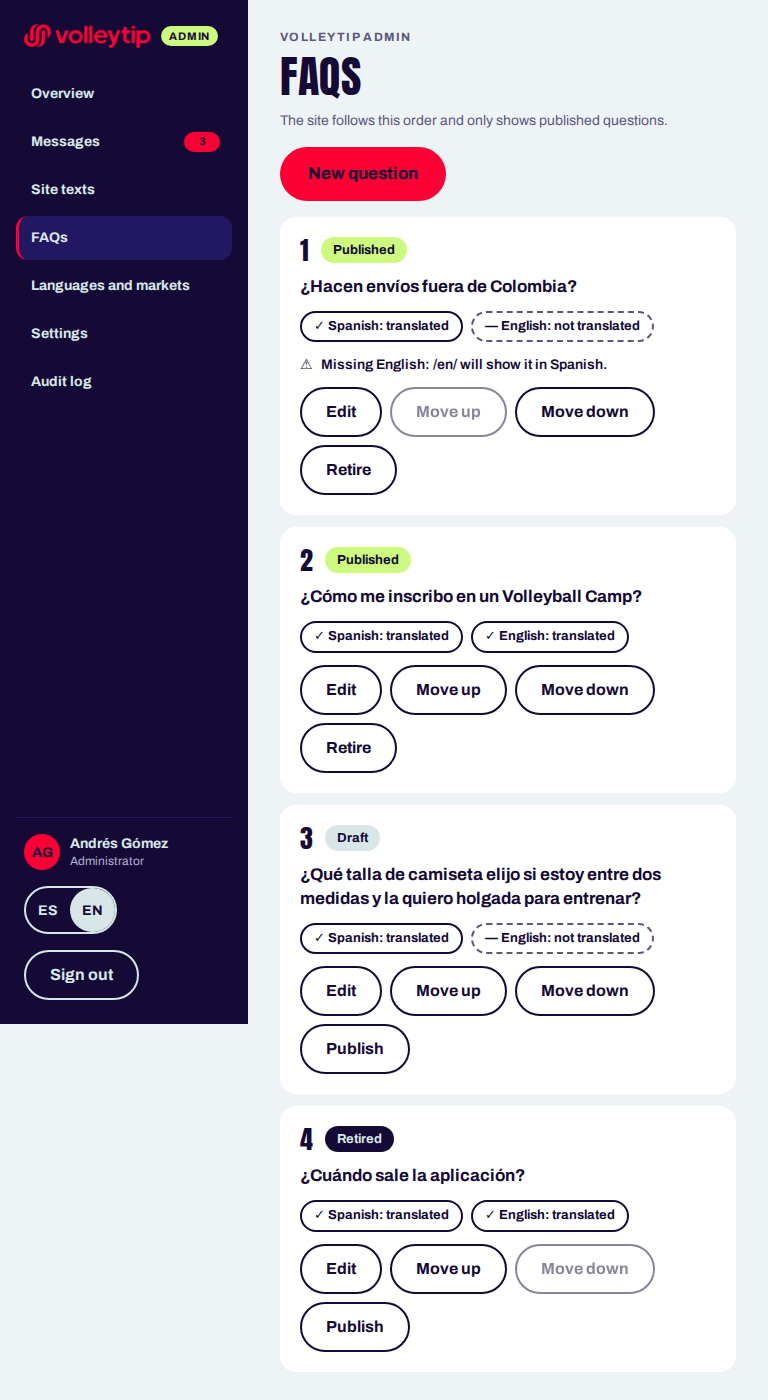 volleytip ADMIN
Overview
Messages 3
Site texts
FAQs
Languages and markets
Settings
Audit log
AG Andrés Gómez
Administrator
ES EN
Sign out
VOLLEYTIP ADMIN
FAQS
The site follows this order and only shows published questions.
New question
1 Published
¿Hacen envíos fuera de Colombia?
✓ Spanish: translated — English: not translated
⚠ Missing English: /en/ will show it in Spanish.
Edit Move up Move down
Retire
2 Published
¿Cómo me inscribo en un Volleyball Camp?
✓ Spanish: translated ✓ English: translated
Edit Move up Move down
Retire
3 Draft
¿Qué talla de camiseta elijo si estoy entre dos
medidas y la quiero holgada para entrenar?
✓ Spanish: translated — English: not translated
Edit Move up Move down
Publish
4 Retired
¿Cuándo sale la aplicación?
✓ Spanish: translated ✓ English: translated
Edit Move up Move down
Publish